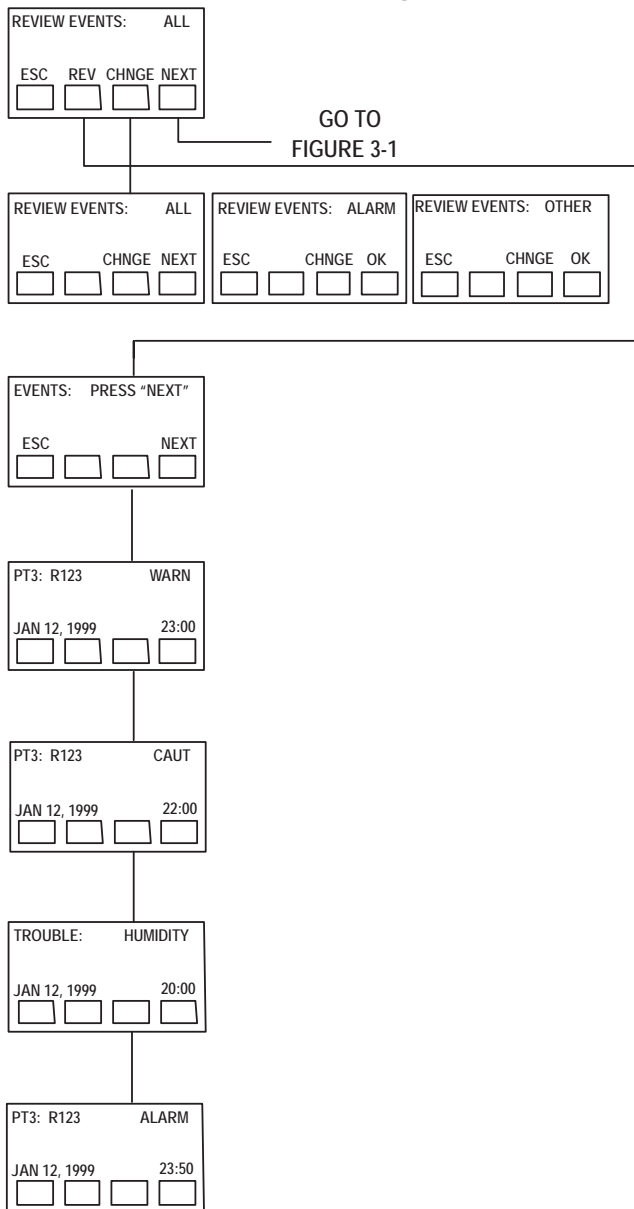 REVIEW EVENTS: ALL
ESC REV CHNGE NEXT
GO TO
FIGURE 3-1
REVIEW EVENTS: ALL
ESC CHNGE NEXT
REVIEW EVENTS: ALARM
ESC CHNGE OK
REVIEW EVENTS: OTHER
ESC CHNGE OK
EVENTS: PRESS “NEXT”
ESC NEXT
PT3: R123 WARN
JAN 12, 1999 23:00
PT3: R123 CAUT
JAN 12, 1999 22:00
TROUBLE: HUMIDITY
JAN 12, 1999 20:00
PT3: R123 ALARM
JAN 12, 1999 23:50